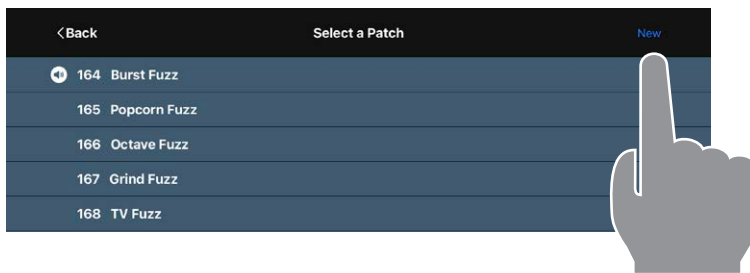 <Back Select a Patch New
164 Burst Fuzz
165 Popcorn Fuzz
166 Octave Fuzz
167 Grind Fuzz
168 TV Fuzz